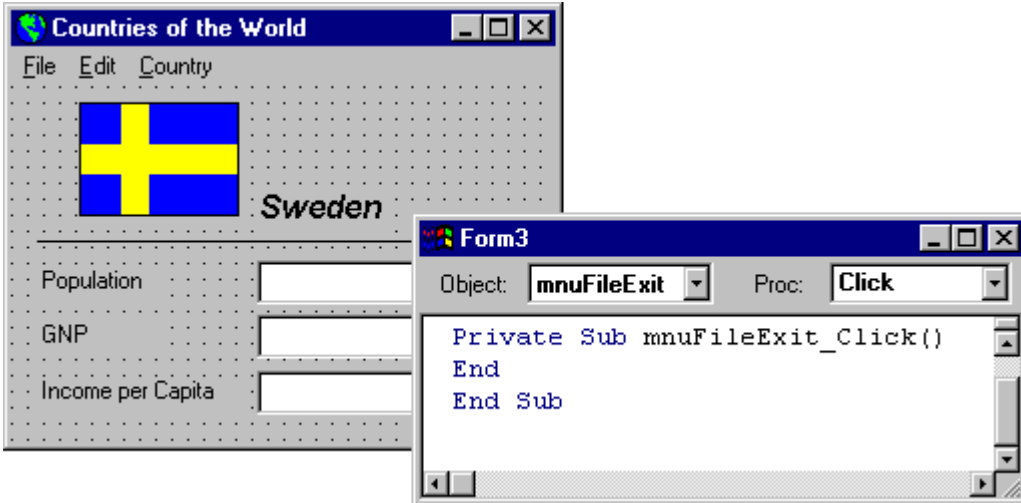 Countries of the World
File Edit Country
Sweden
Population
GNP
Income per Capita
Form3
Object: mnuFileExit Proc: Click
Private Sub mnuFileExit_Click()
End
End Sub